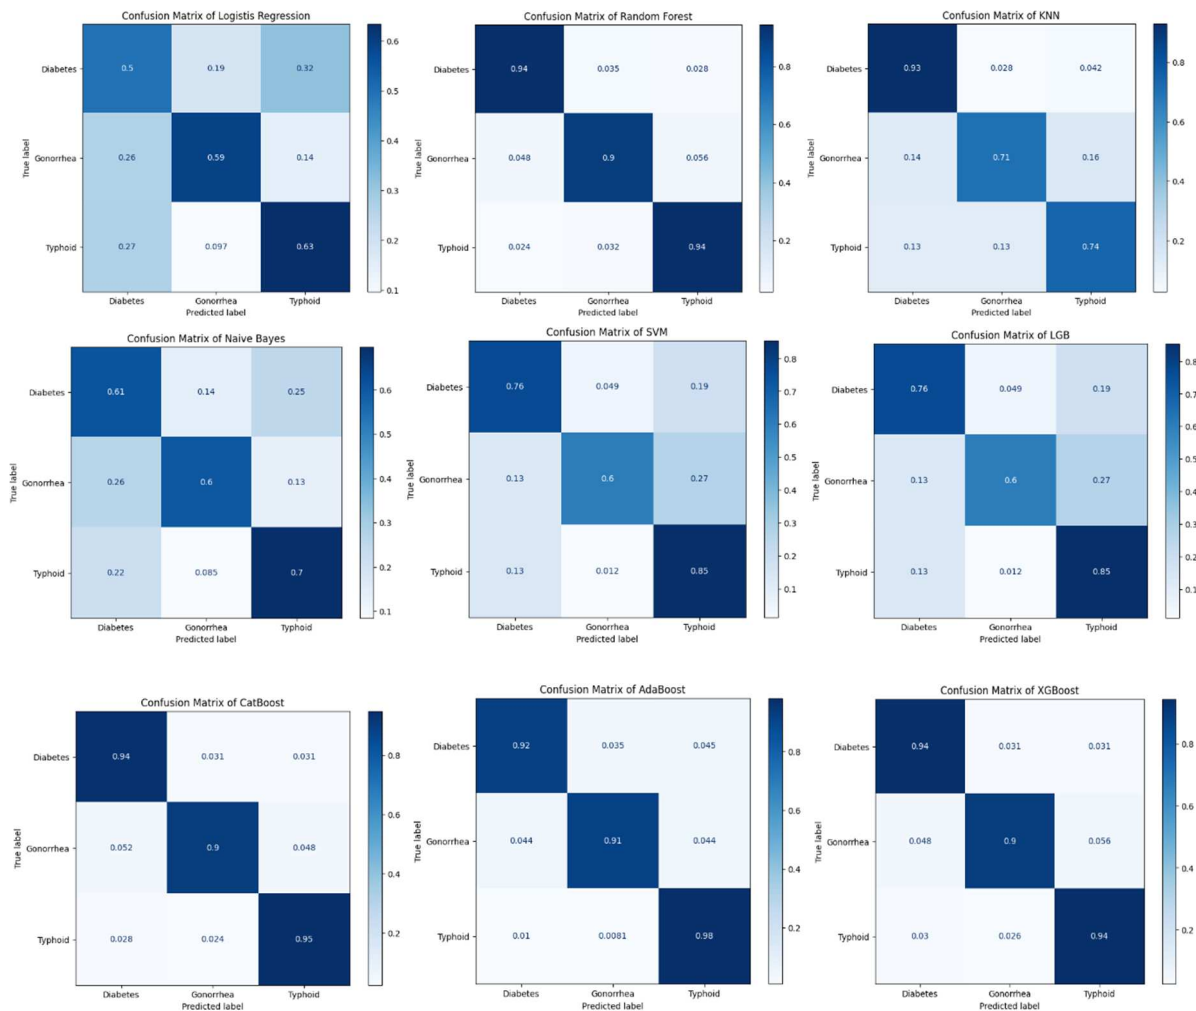 Confusion Matrix of Logistis Regression
True label
Diabetes
0.5 0.19 0.32
Gonorrhea
0.26 0.59 0.14
Typhoid
0.27 0.097 0.63
Diabetes Gonorrhea Typhoid
Predicted label
0.6
0.5
0.4
0.3
0.2
0.1
Confusion Matrix of Random Forest
True label
Diabetes
0.94 0.035 0.028
Gonorrhea
0.048 0.9 0.056
Typhoid
0.024 0.032 0.94
Diabetes Gonorrhea Typhoid
Predicted label
0.8
0.6
0.4
0.2
Confusion Matrix of KNN
True label
Diabetes
0.93 0.028 0.042
Gonorrhea
0.14 0.71 0.16
Typhoid
0.13 0.13 0.74
Diabetes Gonorrhea Typhoid
Predicted label
0.8
0.6
0.4
0.2
Confusion Matrix of Naive Bayes
True label
Diabetes
0.61 0.14 0.25
Gonorrhea
0.26 0.6 0.13
Typhoid
0.22 0.085 0.7
Diabetes Gonorrhea Typhoid
Predicted label
0.6
0.5
0.4
0.3
0.2
0.1
Confusion Matrix of SVM
True label
Diabetes
0.76 0.049 0.19
Gonorrhea
0.13 0.6 0.27
Typhoid
0.13 0.012 0.85
Diabetes Gonorrhea Typhoid
Predicted label
0.8
0.7
0.6
0.5
0.4
0.3
0.2
0.1
Confusion Matrix of LGB
True label
Diabetes
0.76 0.049 0.19
Gonorrhea
0.13 0.6 0.27
Typhoid
0.13 0.012 0.85
Diabetes Gonorrhea Typhoid
Predicted label
0.8
0.7
0.6
0.5
0.4
0.3
0.2
0.1
Confusion Matrix of CatBoost
True label
Diabetes
0.94 0.031 0.031
Gonorrhea
0.052 0.9 0.048
Typhoid
0.028 0.024 0.95
Diabetes Gonorrhea Typhoid
Predicted label
0.8
0.6
0.4
0.2
Confusion Matrix of AdaBoost
True label
Diabetes
0.92 0.035 0.045
Gonorrhea
0.044 0.91 0.044
Typhoid
0.01 0.0081 0.98
Diabetes Gonorrhea Typhoid
Predicted label
0.8
0.6
0.4
0.2
Confusion Matrix of XGBoost
True label
Diabetes
0.94 0.031 0.031
Gonorrhea
0.048 0.9 0.056
Typhoid
0.03 0.026 0.94
Diabetes Gonorrhea Typhoid
Predicted label
0.8
0.6
0.4
0.2